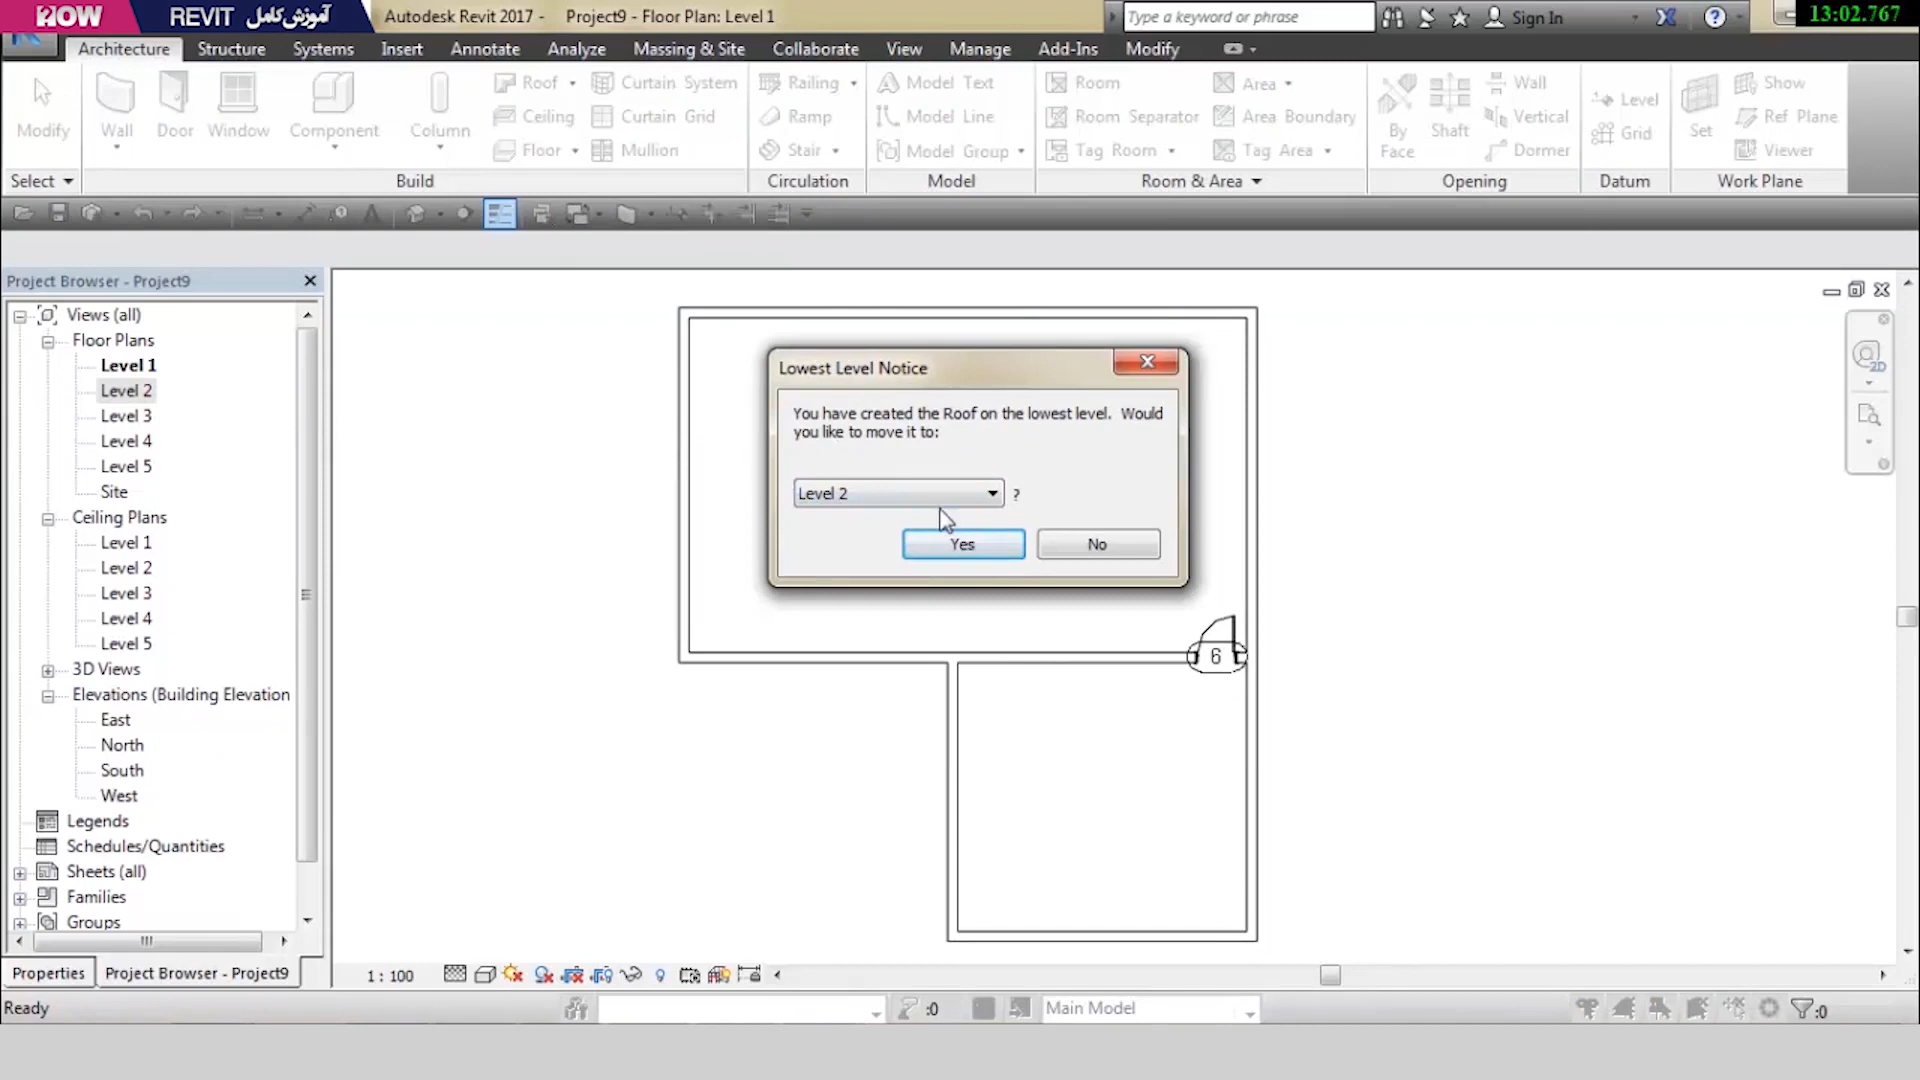 2NOW REVIT آموزش کامل
Autodesk Revit 2017 - Project9 - Floor Plan: Level 1
Type a keyword or phrase
Sign In
13:02.767
Architecture Structure Systems Insert Annotate Analyze Massing & Site Collaborate View Manage Add-Ins Modify
Modify
Wall
Door
Window
Component
Column
Roof
Ceiling
Floor
Curtain System
Curtain Grid
Mullion
Railing
Ramp
Stair
Model Text
Model Line
Model Group
Room
Room Separator
Tag Room
Area
Area Boundary
Tag Area
By Face
Shaft
Wall
Vertical
Dormer
Level
Grid
Set
Show
Ref Plane
Viewer
Select Build Circulation Model Room & Area Opening Datum Work Plane
Project Browser - Project9
Views (all)
Floor Plans
Level 1
Level 2
Level 3
Level 4
Level 5
Site
Ceiling Plans
Level 1
Level 2
Level 3
Level 4
Level 5
3D Views
Elevations (Building Elevation
East
North
South
West
Legends
Schedules/Quantities
Sheets (all)
Families
Groups
Lowest Level Notice
You have created the Roof on the lowest level. Would
you like to move it to:
Level 2 ?
Yes No
6
2D
Properties Project Browser - Project9
1 : 100
Ready
:0
Main Model
:0